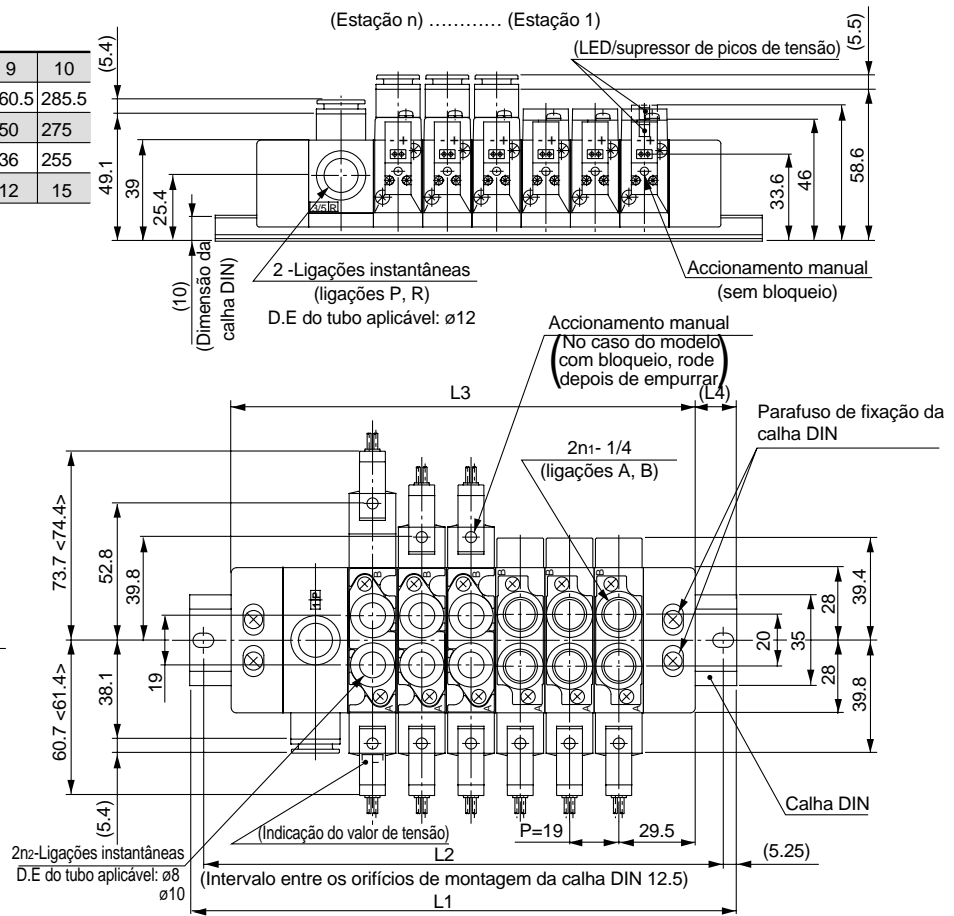 (Estação n) ………… (Estação 1)
(LED/supressor de picos de tensão)
(5.5)
(5.4)
9 10
60.5 285.5
50 275
36 255
12 15
49.1
39
25.4
(10)
(Dimensão da
calha DIN)
3/5 R
- +
- +
- +
- +
- +
- +
33.6
46
58.6
2 -Ligações instantâneas
(ligações P, R)
D.E do tubo aplicável: ø12
Accionamento manual
(sem bloqueio)
Accionamento manual
(No caso do modelo
com bloqueio, rode
depois de empurrar)
L3
(L4)
Parafuso de fixação da
calha DIN
2n1- 1/4
(ligações A, B)
73.7 <74.4>
52.8
39.8
19
60.7 <61.4>
38.1
(5.4)
1 P
B B B B B B
A A A A A A
20
35
28
28
39.4
39.8
Calha DIN
(Indicação do valor de tensão)
P=19
29.5
(5.25)
2n2-Ligações instantâneas
D.E do tubo aplicável: ø8
ø10
L2
(Intervalo entre os orifícios de montagem da calha DIN 12.5)
L1